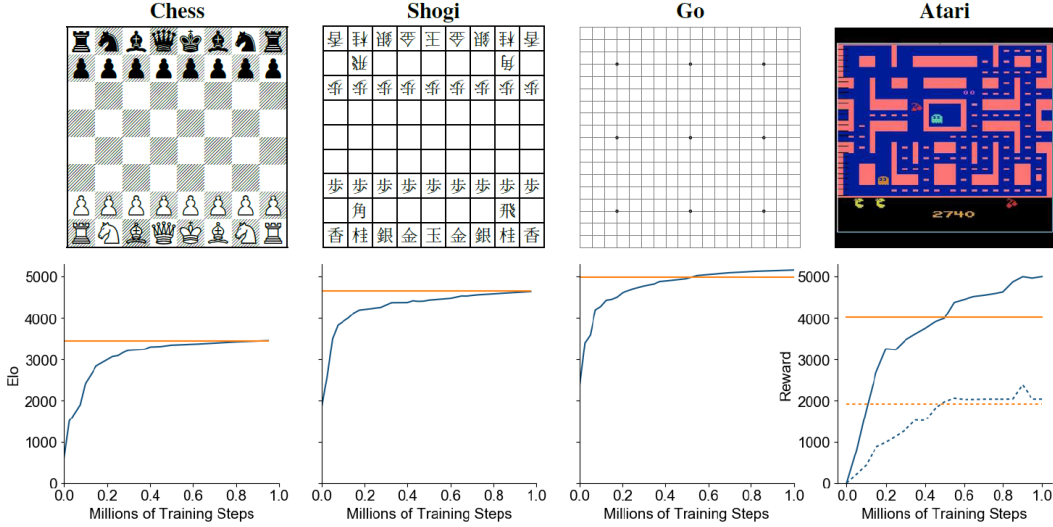 Chess
Shogi
Go
Atari
香 桂 銀 金 王 金 銀 桂 香
飛 角
歩 歩 歩 歩 歩 歩 歩 歩 歩
歩 歩 歩 歩 歩 歩 歩 歩 歩
角 飛
香 桂 銀 金 王 金 銀 桂 香
2740
Elo
5000
4000
3000
2000
1000
0
0.0 0.2 0.4 0.6 0.8 1.0
Millions of Training Steps
0.0 0.2 0.4 0.6 0.8 1.0
Millions of Training Steps
0.0 0.2 0.4 0.6 0.8 1.0
Millions of Training Steps
Reward
5000
4000
3000
2000
1000
0
0.0 0.2 0.4 0.6 0.8 1.0
Millions of Training Steps